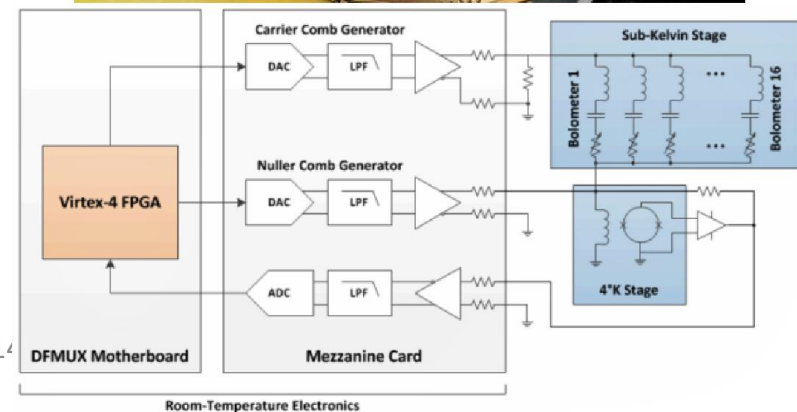 Carrier Comb Generator
DAC
LPF
Sub-Kelvin Stage
Bolometer 1
...
...
Bolometer 16
Virtex-4 FPGA
Nuller Comb Generator
DAC
LPF
ADC
LPF
4°K Stage
DFMUX Motherboard
Mezzanine Card
Room-Temperature Electronics